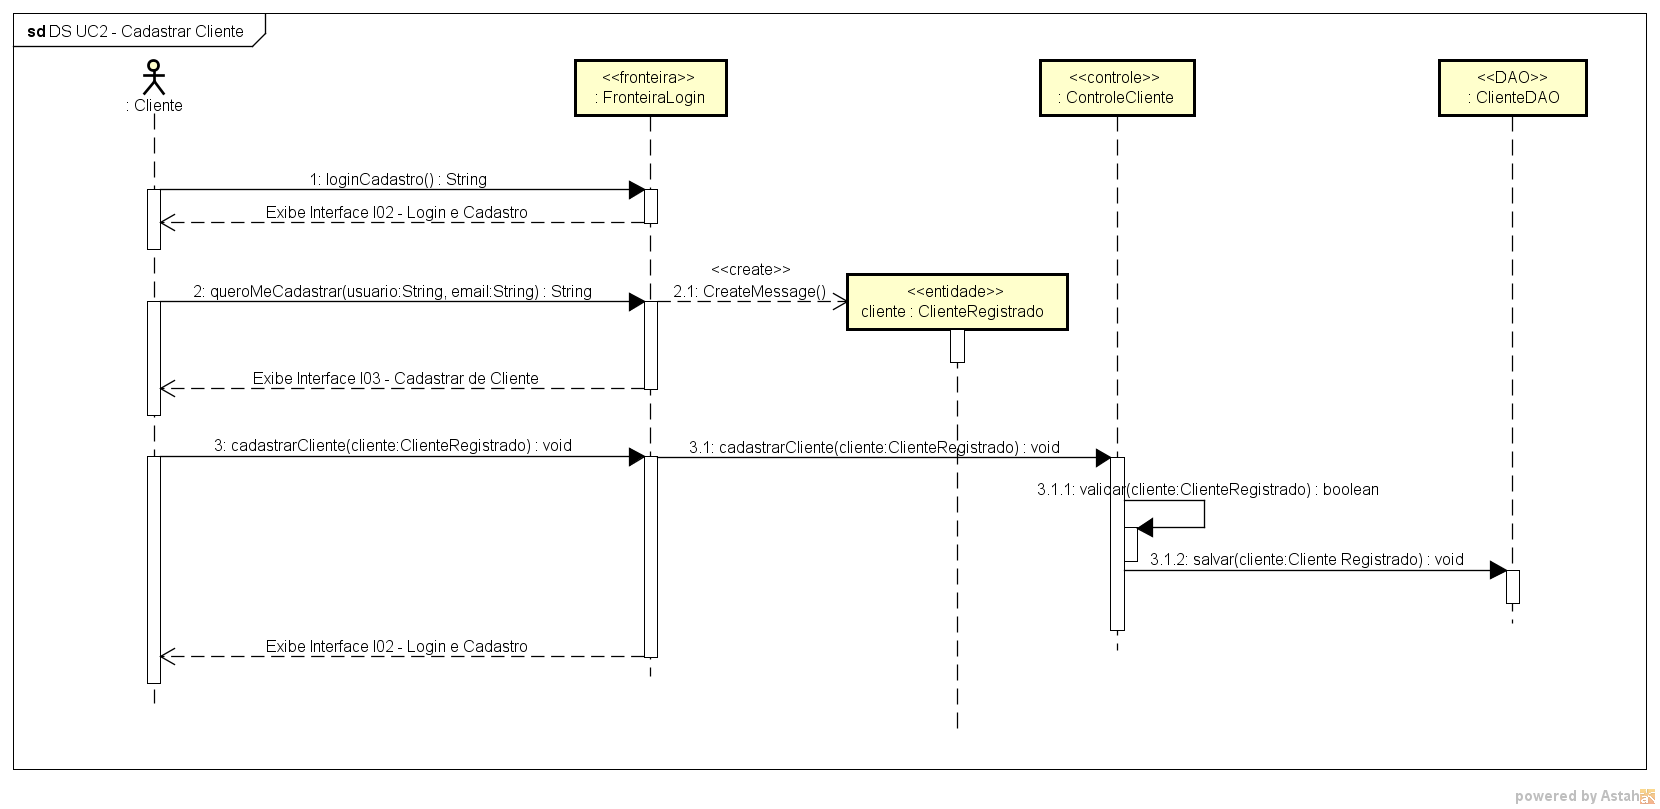 sd DS UC2 - Cadastrar Cliente
: Cliente
<<fronteira>>
: FronteiraLogin
<<controle>>
: ControleCliente
<<DAO>>
: ClienteDAO
1: loginCadastro() : String
Exibe Interface I02 - Login e Cadastro
<<create>>
2: queroMeCadastrar(usuario:String, email:String) : String
2.1: CreateMessage()
<<entidade>>
cliente : ClienteRegistrado
Exibe Interface I03 - Cadastrar de Cliente
3: cadastrarCliente(cliente:ClienteRegistrado) : void
3.1: cadastrarCliente(cliente:ClienteRegistrado) : void
3.1.1: validar(cliente:ClienteRegistrado) : boolean
3.1.2: salvar(cliente:Cliente Registrado) : void
Exibe Interface I02 - Login e Cadastro
powered by Astah